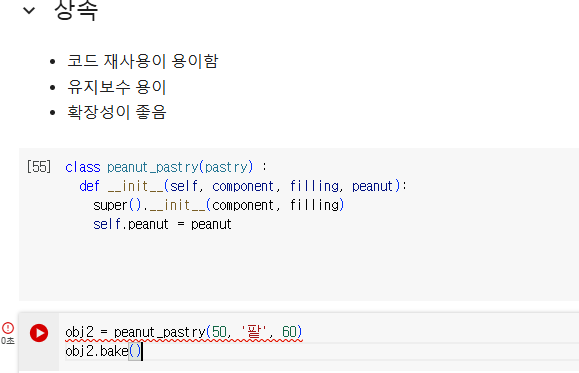 상속
코드 재사용이 용이함
유지보수 용이
확장성이 좋음
[55] class peanut_pastry(pastry) :
def __init__(self, component, filling, peanut):
super().__init__(component, filling)
self.peanut = peanut
obj2 = peanut_pastry(50, '팥', 60)
0초 obj2.bake()